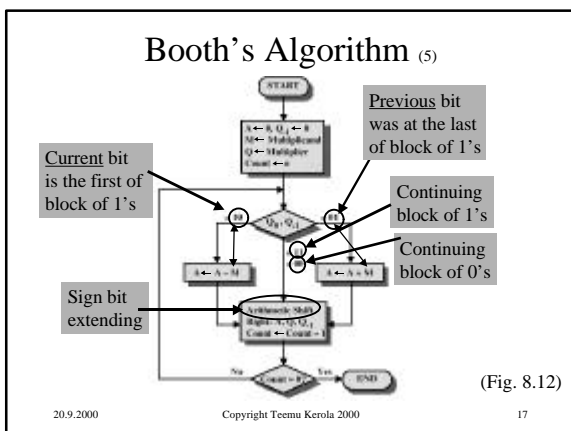 Booth's Algorithm (5)
START
A ← 0, Q-1 ← 0
M ← Multiplicand
Q ← Multiplier
Count ← n
Previous bit
was at the last
of block of 1's
Current bit
is the first of
block of 1's
10
Q0, Q-1
01
Continuing
block of 1's
11
Continuing
block of 0's
00
A ← A - M
A ← A + M
Sign bit
extending
Arithmetic Shift
Right: A, Q, Q-1
Count ← Count - 1
No
Count = 0?
Yes
END
(Fig. 8.12)
20.9.2000
Copyright Teemu Kerola 2000
17